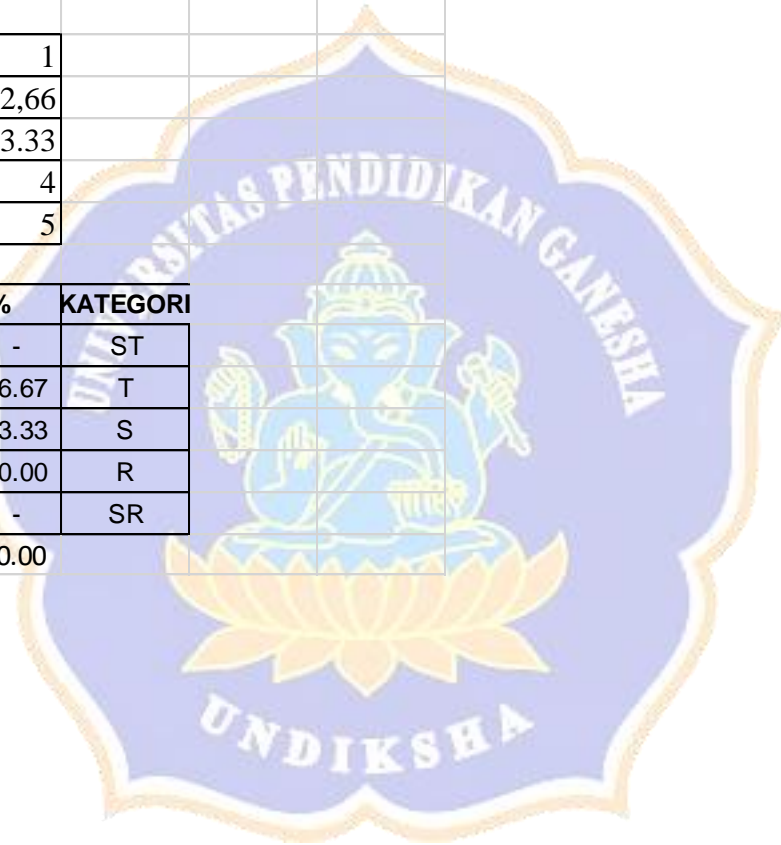 1
2,66
3.33
4
5
UNIVERSITAS PENDIDIKAN GANESHA
% KATEGORI
- ST
6.67 T
3.33 S
0.00 R
- SR
0.00
UNDIKSHA